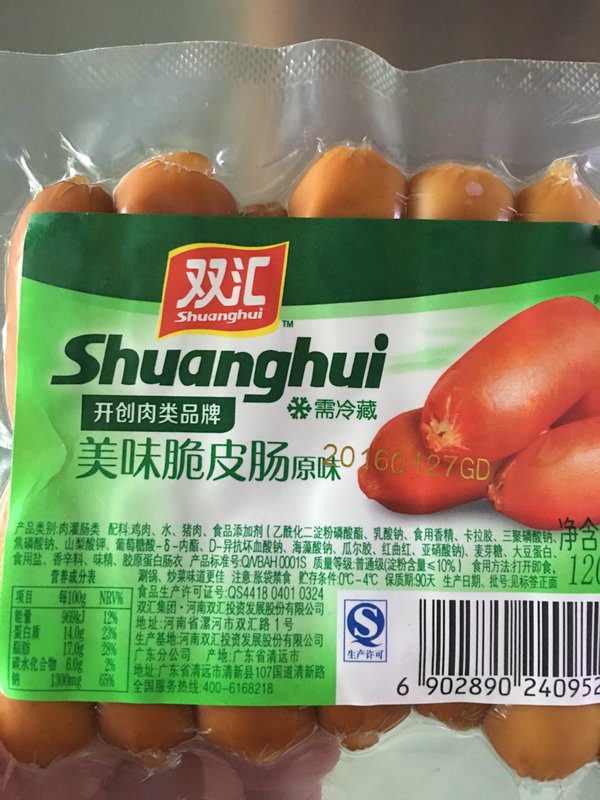 双汇
Shuanghui
TM
Shuanghui
开创肉类品牌
需冷藏
美味脆皮肠原味
20160127GD
产品类别:肉灌肠类 配料:鸡肉、水、猪肉、食品添加剂(乙酰化二淀粉磷酸酯、乳酸钠、食用香精、卡拉胶、三聚磷酸钠、
焦磷酸钠、山梨酸钾、葡萄糖酸-δ-内酯、D-异抗坏血酸钠、海藻酸钠、瓜尔胶、红曲红、亚硝酸钠)、麦芽糖、大豆蛋白、
食用盐、香辛料、味精、胶原蛋白肠衣 产品标准号:Q/WBAH 0001S 质量等级:普通级(淀粉含量≤10%) 食用方法:打开即食,
涮锅、炒菜味道更佳 注意:胀袋禁食 贮存条件:0℃-4℃ 保质期:90天 生产日期、批号:见标签正面
净含
120
营养成分表
项目 每100g NRV%
能量 969kJ 12%
蛋白质 14.0g 23%
脂肪 17.0g 28%
碳水化合物 6.0g 2%
钠 1300mg 65%
食品生产许可证号:QS4418 0401 0324
双汇集团·河南双汇投资发展股份有限公司
地址:河南省漯河市双汇路1号
生产基地:河南双汇投资发展股份有限公司
广东分公司 产地:广东省清远市
地址:广东省清远市清新县107国道清新路
全国服务热线:400-6168218
QS
生产许可
6 902890 240952